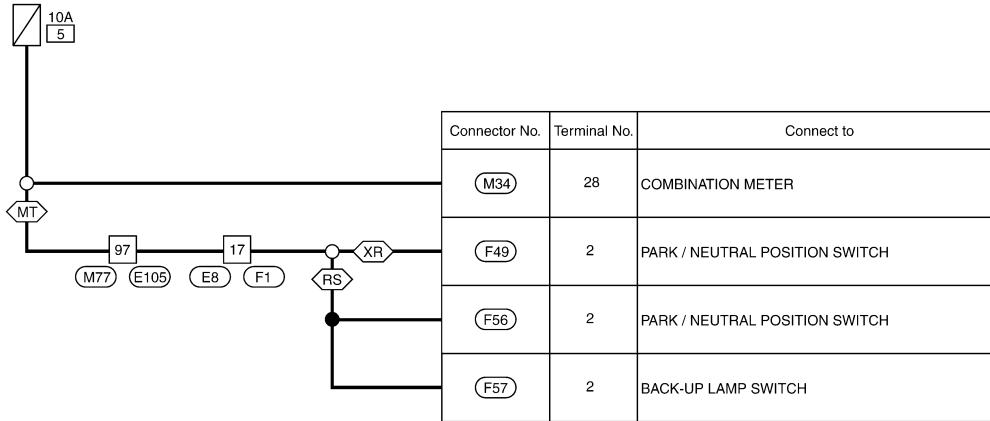 10A
5
Connector No. Terminal No. Connect to
M34 28 COMBINATION METER
MT
97 17 XR F49 2 PARK / NEUTRAL POSITION SWITCH
M77 E105 E8 F1 RS
F56 2 PARK / NEUTRAL POSITION SWITCH
F57 2 BACK-UP LAMP SWITCH